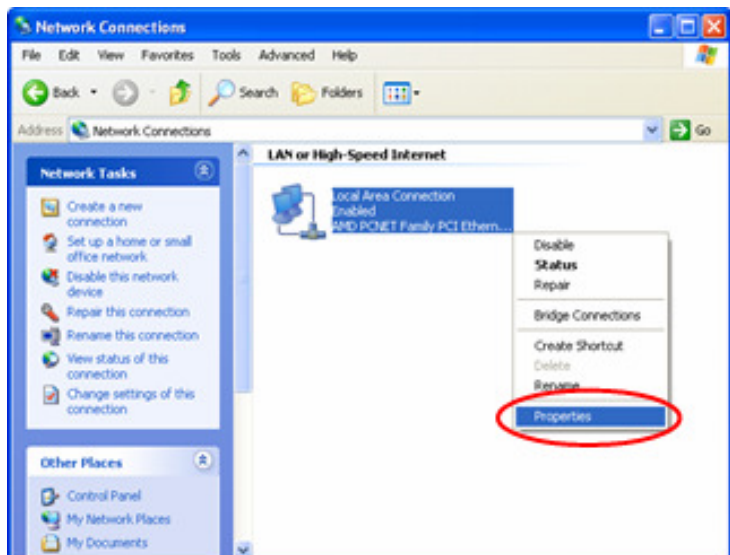 Network Connections
File Edit View Favorites Tools Advanced Help
Back Search Folders
Address Network Connections Go
Network Tasks
Create a new
connection
Set up a home or small
office network
Disable this network
device
Repair this connection
Rename this connection
View status of this
connection
Change settings of this
connection
Other Places
Control Panel
My Network Places
My Documents
LAN or High-Speed Internet
Local Area Connection
Enabled
AMD PCNET Family PCI Ethern...
Disable
Status
Repair
Bridge Connections
Create Shortcut
Delete
Rename
Properties